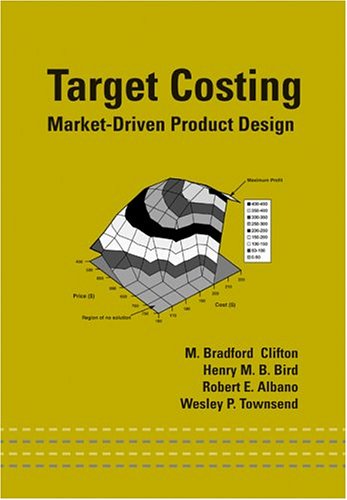 Target Costing
Market-Driven Product Design
Maximum Profit
Price ($)
Cost ($)
Region of no solution
M. Bradford Clifton
Henry M. B. Bird
Robert E. Albano
Wesley P. Townsend